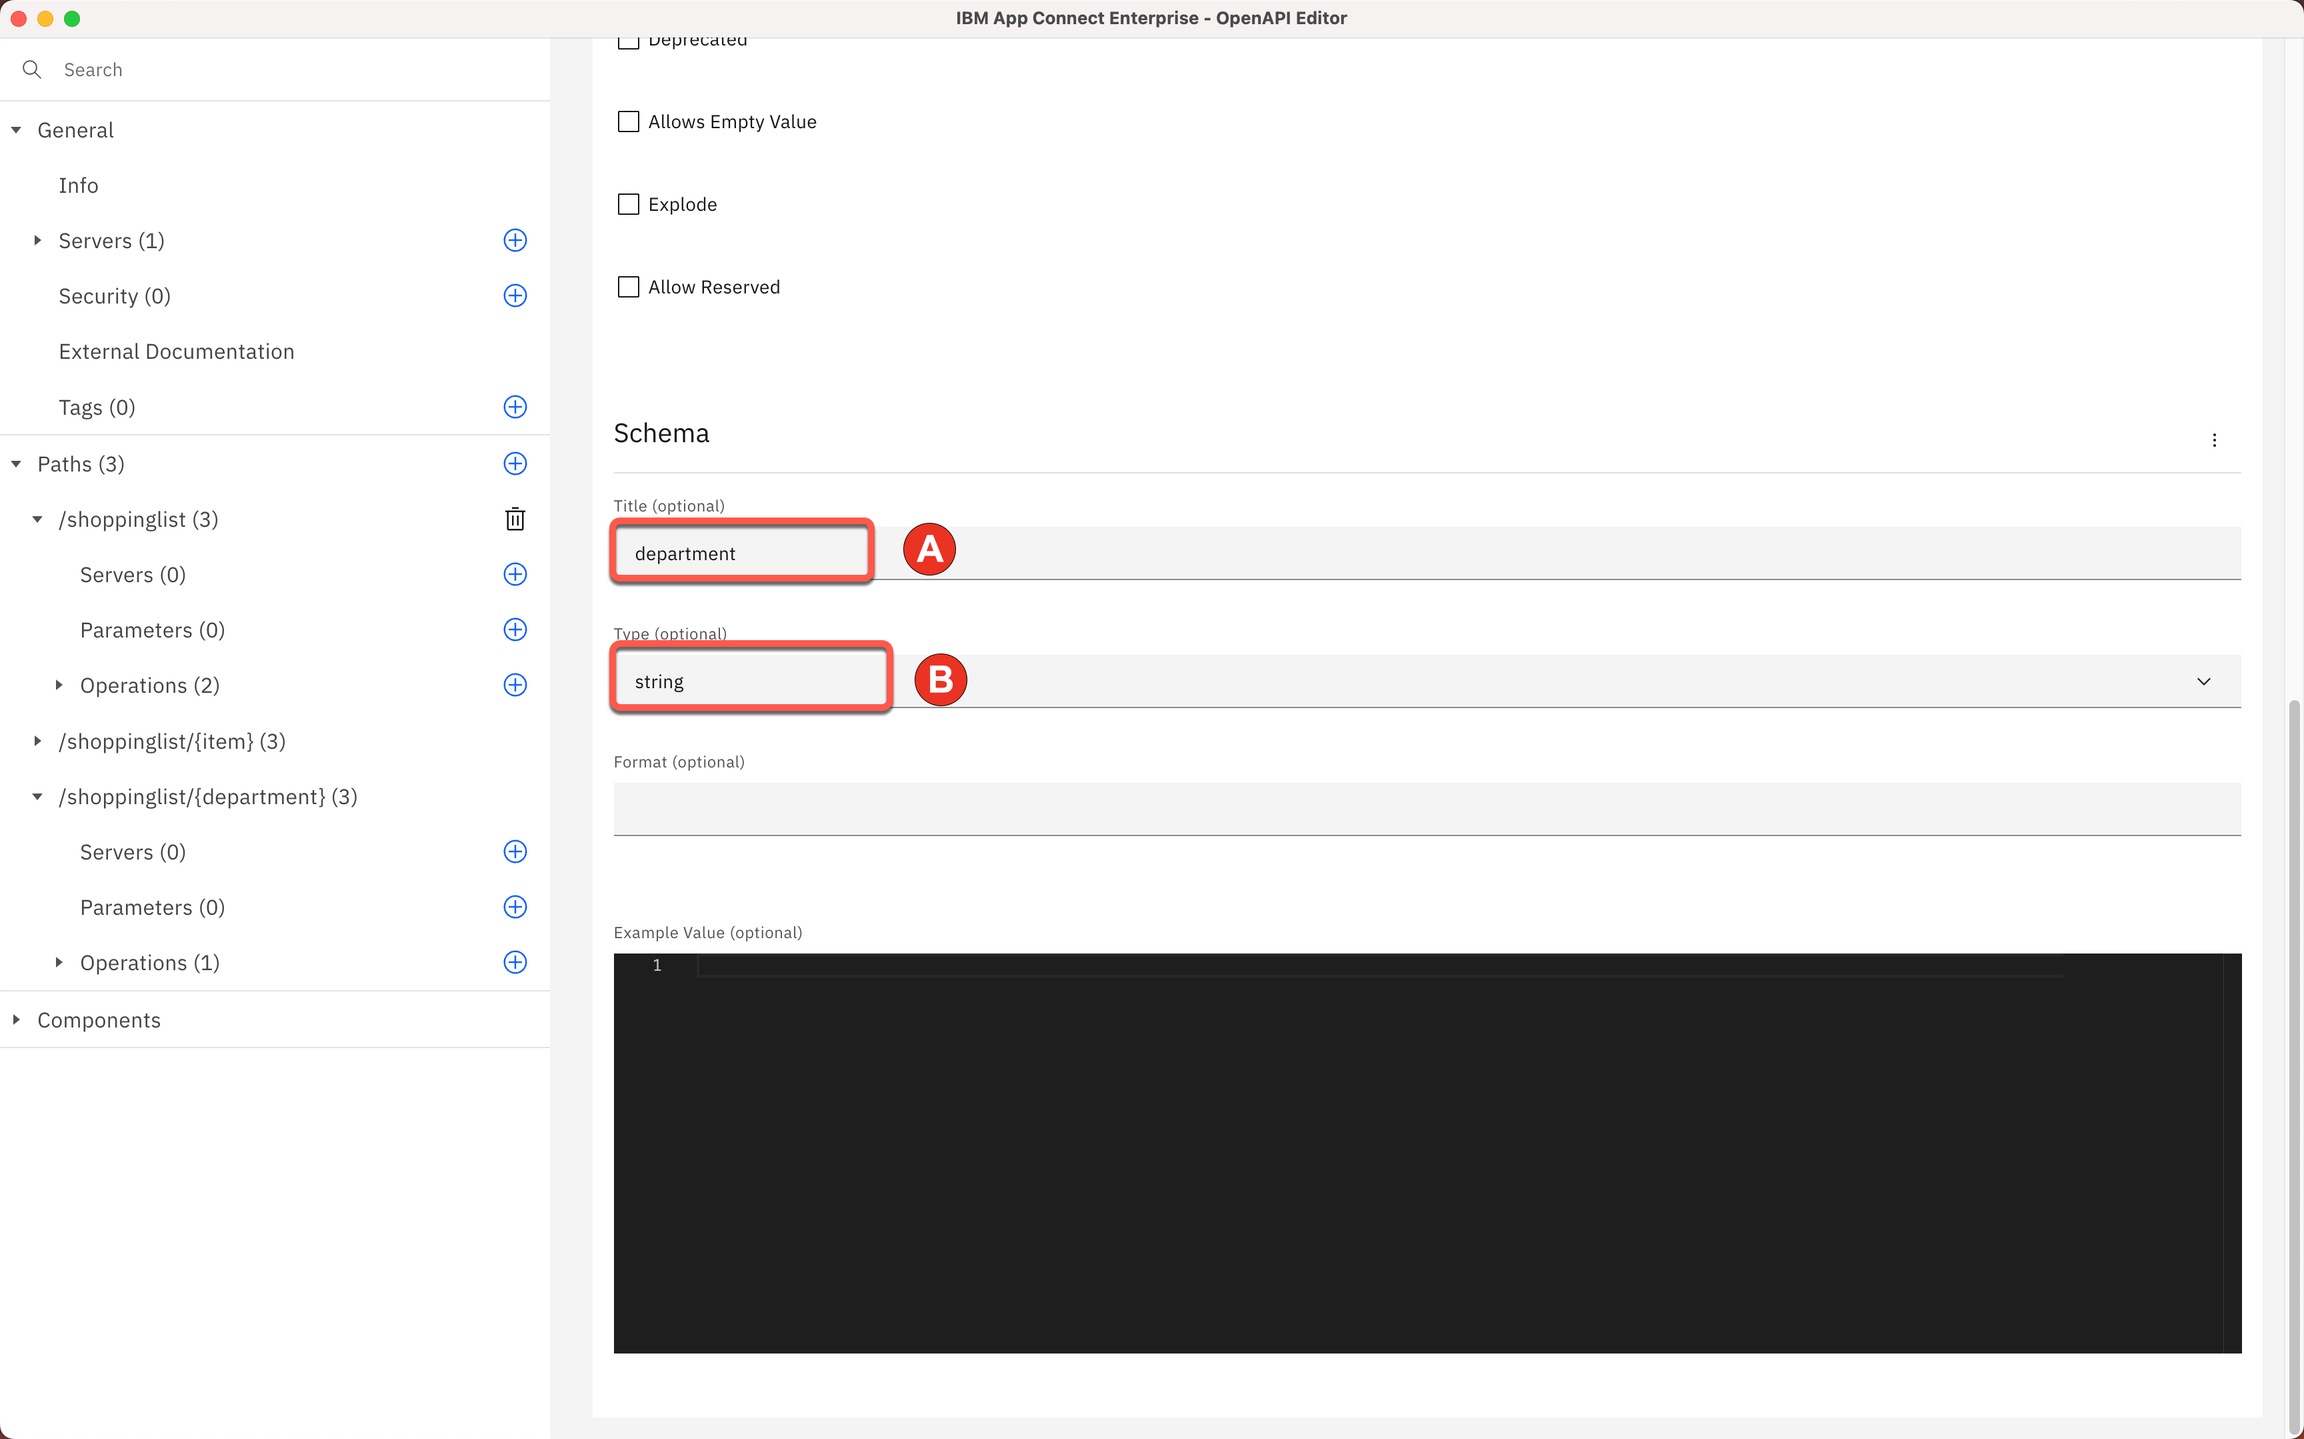 IBM App Connect Enterprise - OpenAPI Editor
Search
General
Info
Servers (1)
Security (0)
External Documentation
Tags (0)
Paths (3)
/shoppinglist (3)
Servers (0)
Parameters (0)
Operations (2)
/shoppinglist/{item} (3)
/shoppinglist/{department} (3)
Servers (0)
Parameters (0)
Operations (1)
Components
Deprecated
Allows Empty Value
Explode
Allow Reserved
Schema
Title (optional)
department
A
Type (optional)
string
B
Format (optional)
Example Value (optional)
1